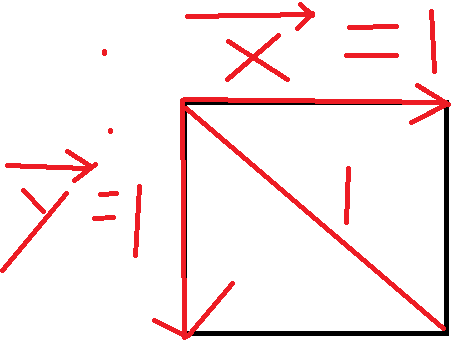 x⃗ = 1
y⃗ = 1
1